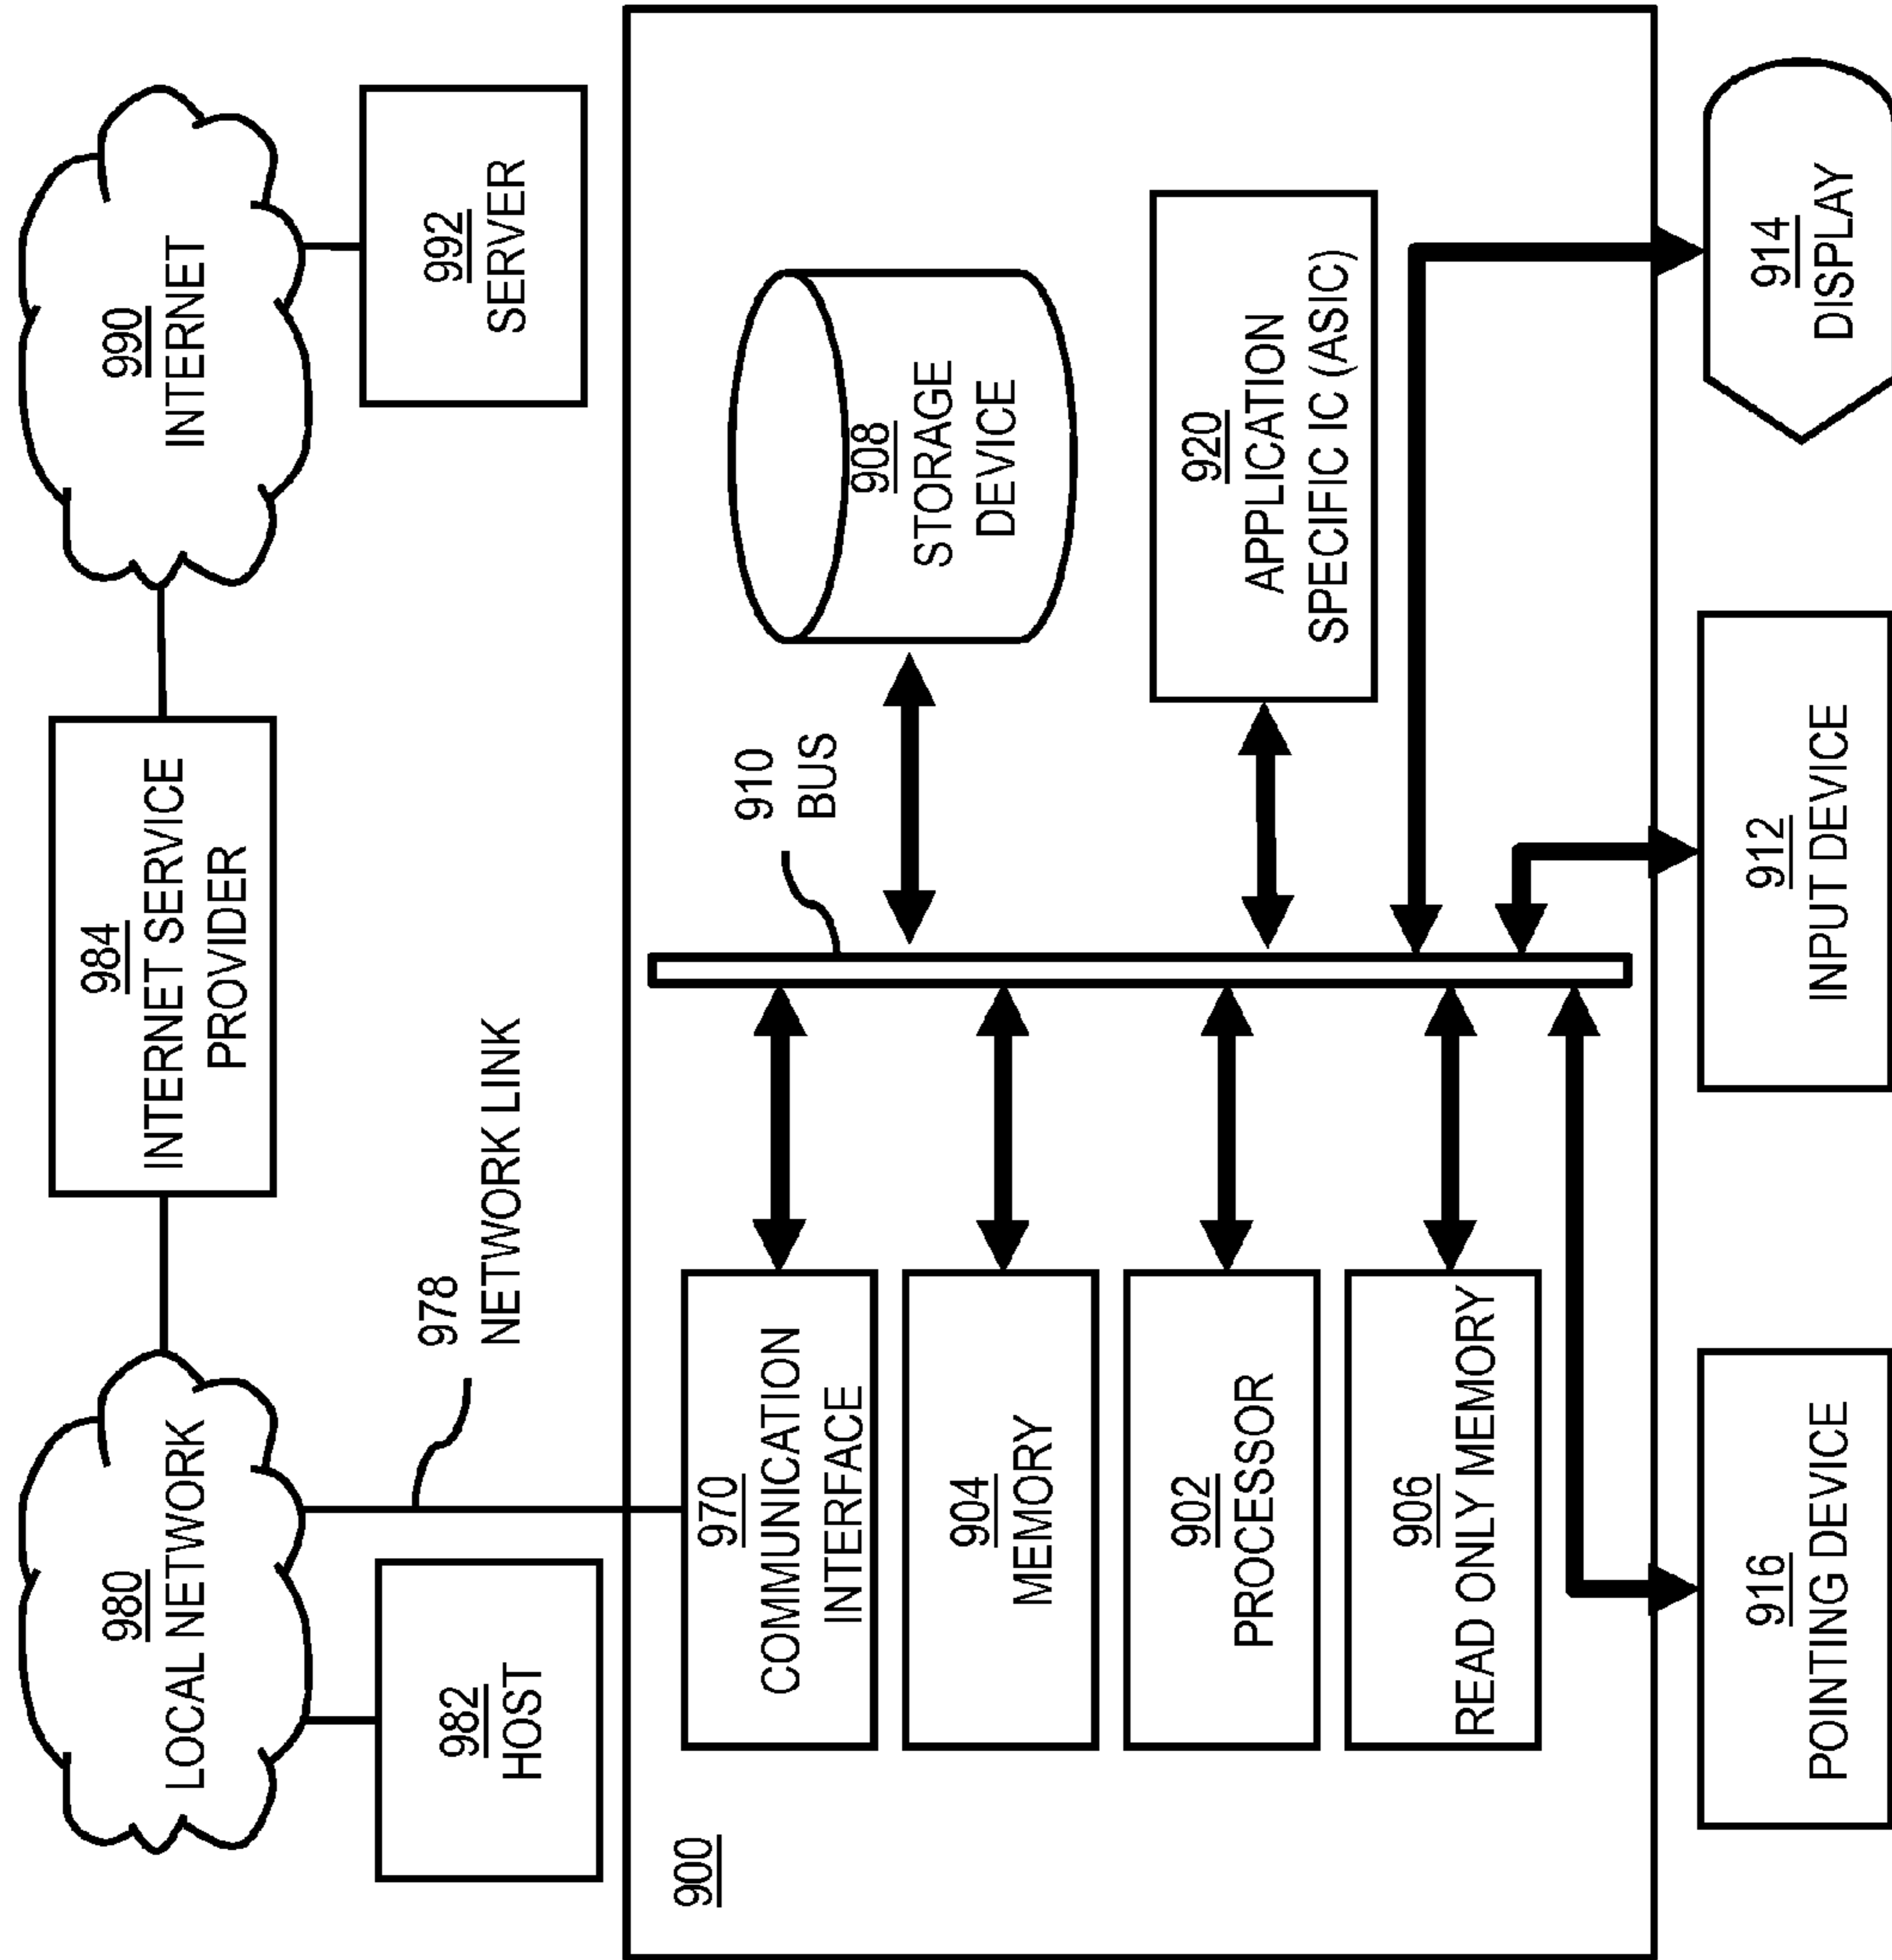 980
LOCAL NETWORK
984
INTERNET SERVICE
PROVIDER
990
INTERNET
982
HOST
978
NETWORK LINK
992
SERVER
900
970
COMMUNICATION
INTERFACE
910
BUS
908
STORAGE
DEVICE
904
MEMORY
902
PROCESSOR
920
APPLICATION
SPECIFIC IC (ASIC)
906
READ ONLY MEMORY
916
POINTING DEVICE
912
INPUT DEVICE
914
DISPLAY